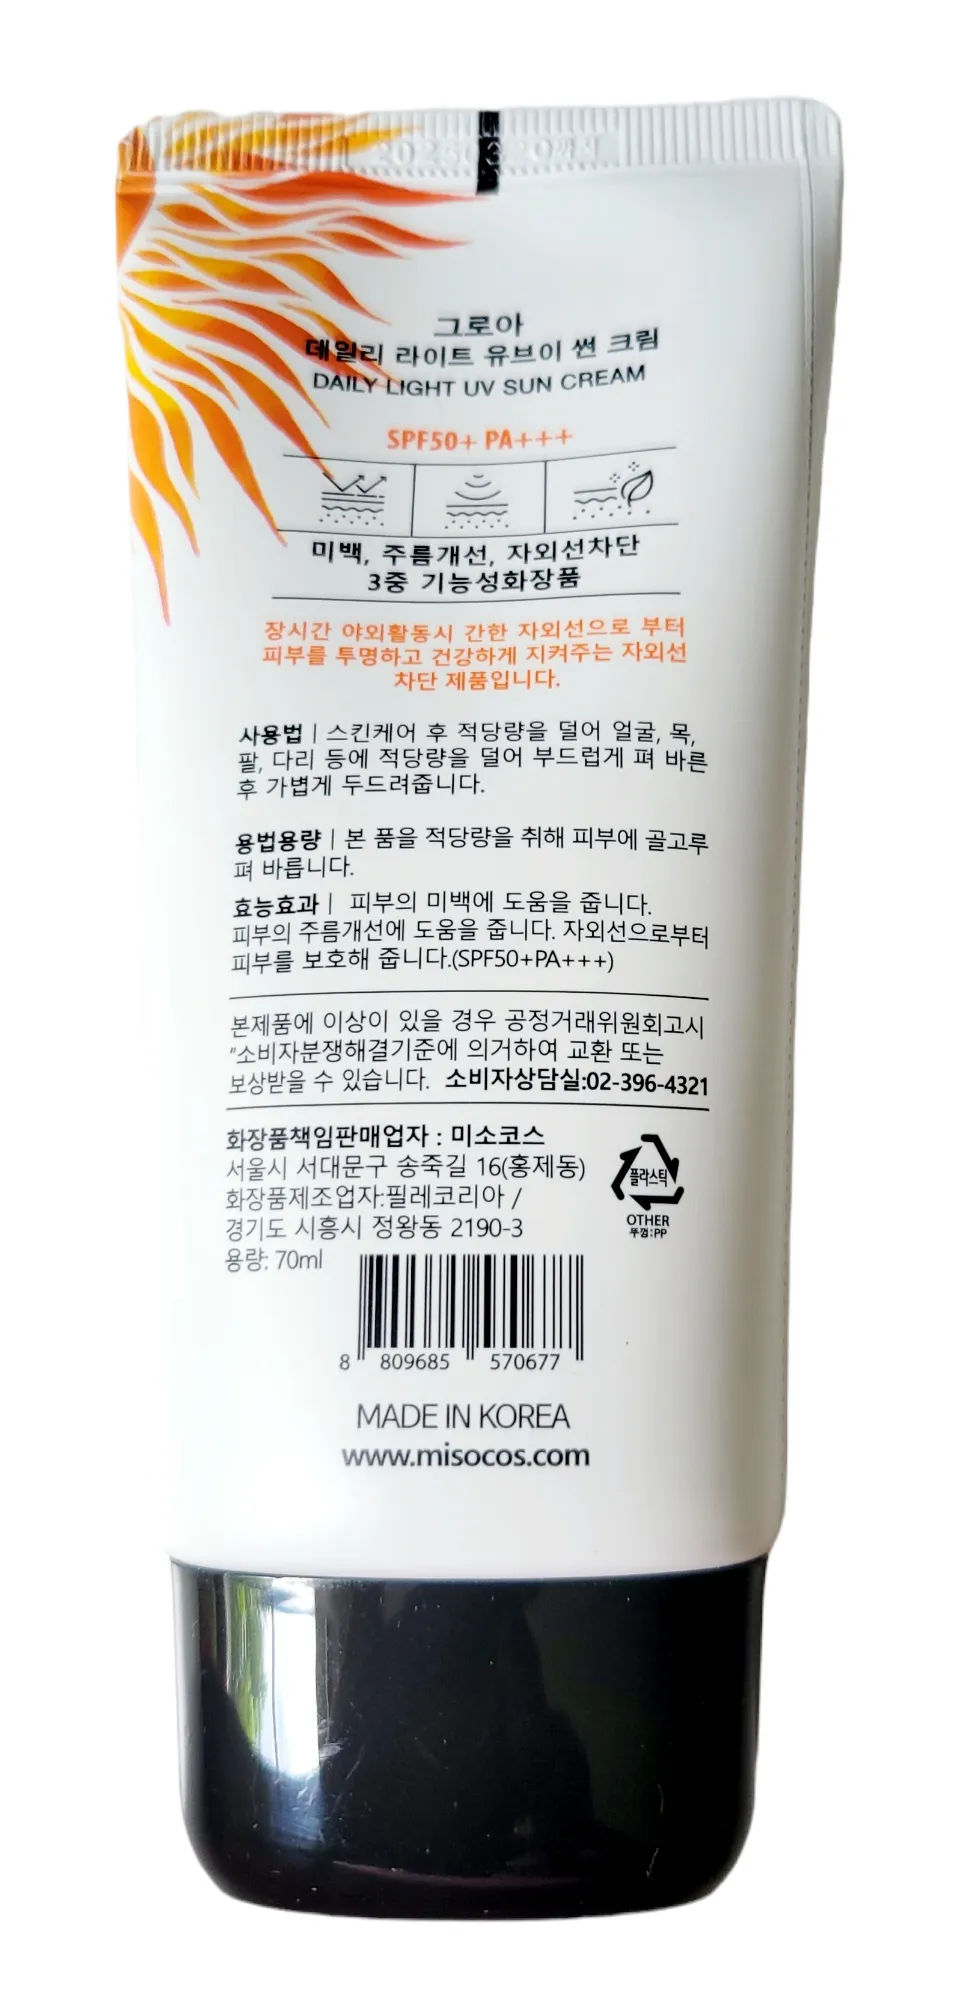 그로아
데일리 라이트 유브이 썬 크림
DAILY LIGHT UV SUN CREAM
SPF50+ PA+++
미백, 주름개선, 자외선차단
3중 기능성화장품
장시간 야외활동시 간한 자외선으로 부터
피부를 투명하고 건강하게 지켜주는 자외선
차단 제품입니다.
사용법 | 스킨케어 후 적당량을 덜어 얼굴, 목,
팔, 다리 등에 적당량을 덜어 부드럽게 펴 바른
후 가볍게 두드려줍니다.
용법용량 | 본 품을 적당량을 취해 피부에 골고루
펴 바릅니다.
효능효과 | 피부의 미백에 도움을 줍니다.
피부의 주름개선에 도움을 줍니다. 자외선으로부터
피부를 보호해 줍니다.(SPF50+PA+++)
본제품에 이상이 있을 경우 공정거래위원회고시
"소비자분쟁해결기준에 의거하여 교환 또는
보상받을 수 있습니다. 소비자상담실:02-396-4321
화장품책임판매업자 : 미소코스
서울시 서대문구 송죽길 16(홍제동)
화장품제조업자:필레코리아 /
경기도 시흥시 정왕동 2190-3
용량: 70ml
플라스틱
OTHER
뚜껑:PP
8 809685 570677
MADE IN KOREA
www.misocos.com